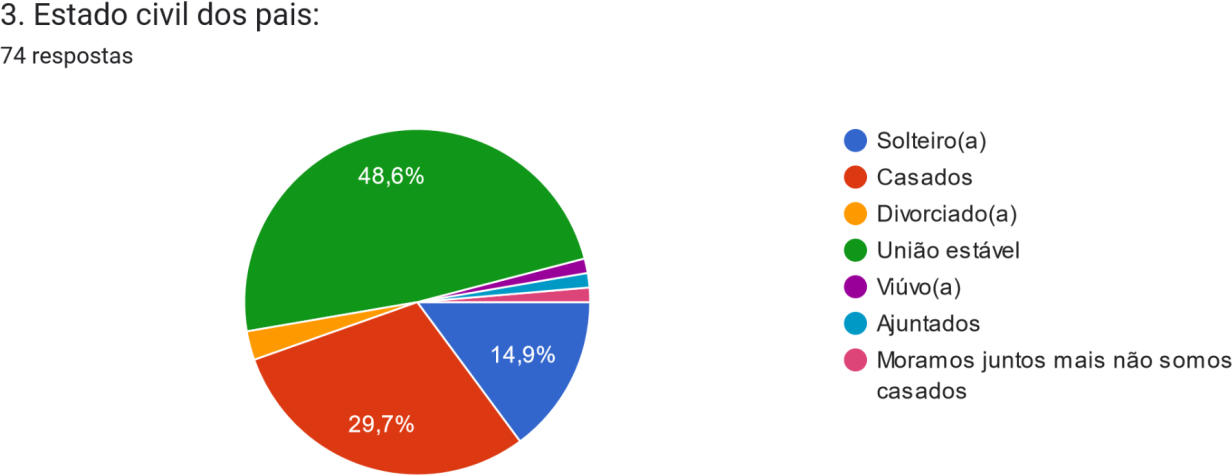 3. Estado civil dos pais:
74 respostas
48,6%
14,9%
29,7%
Solteiro(a)
Casados
Divorciado(a)
União estável
Viúvo(a)
Ajuntados
Moramos juntos mais não somos
casados